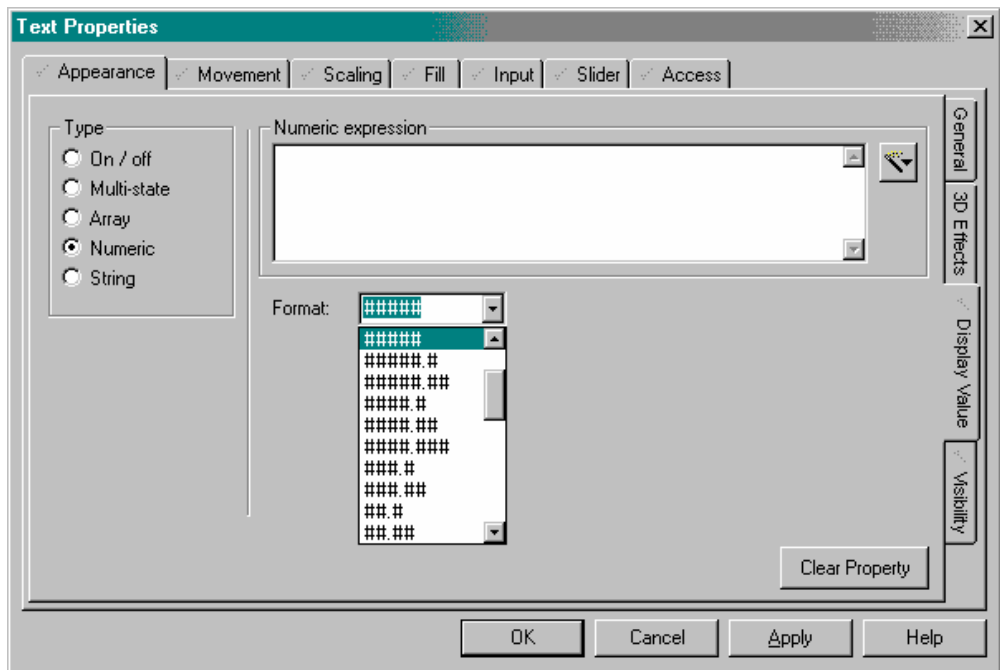 Text Properties
Appearance Movement Scaling Fill Input Slider Access
Type
On / off
Multi-state
Array
Numeric
String
Numeric expression
Format:
#####
#####
#####.#
#####.##
####.#
####.##
####.###
###.#
###.##
##.#
##.##
General
3D Effects
Display Value
Visibility
Clear Property
OK Cancel Apply Help